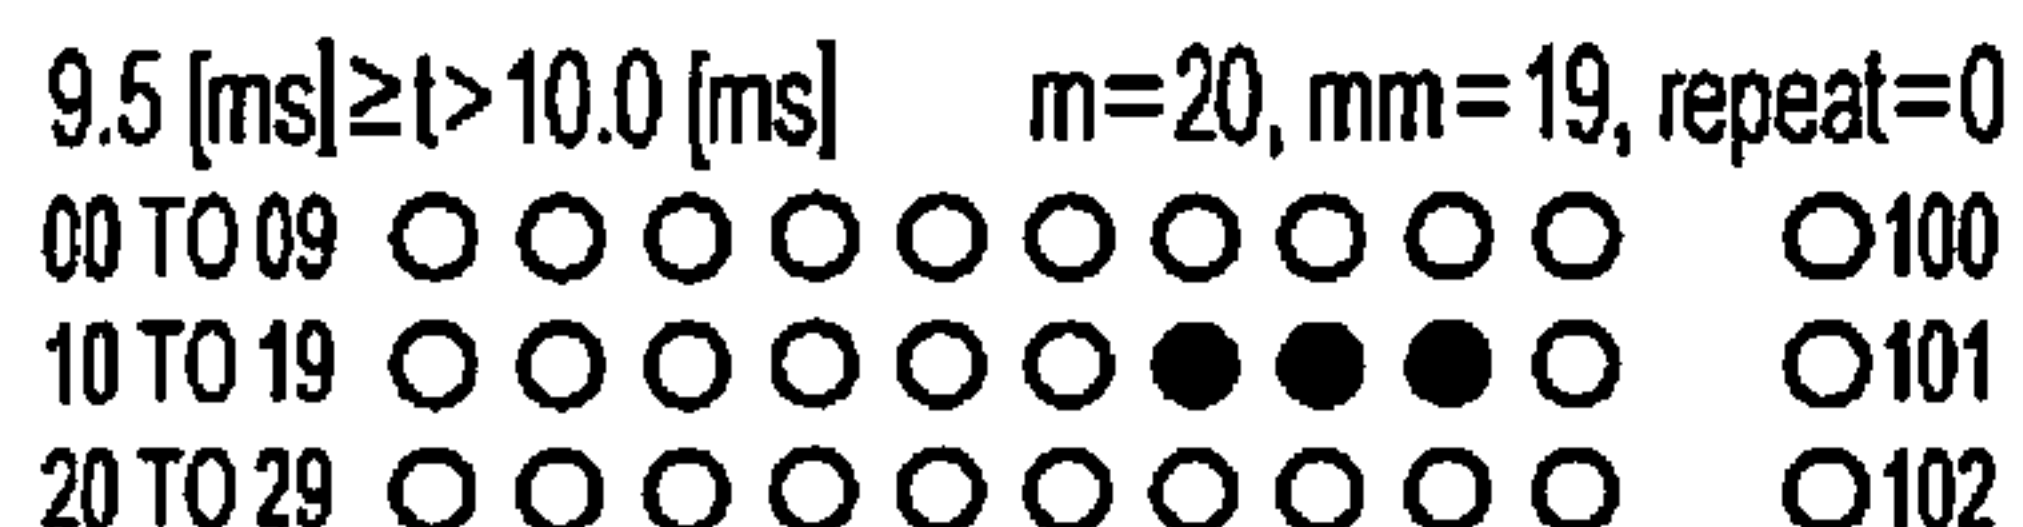 9.5 [ms]≥t>10.0 [ms] m=20, mm=19, repeat=0
00 TO 09 ○○○○○○○○○○ ○100
10 TO 19 ○○○○○○●●●○ ○101
20 TO 29 ○○○○○○○○○○ ○102